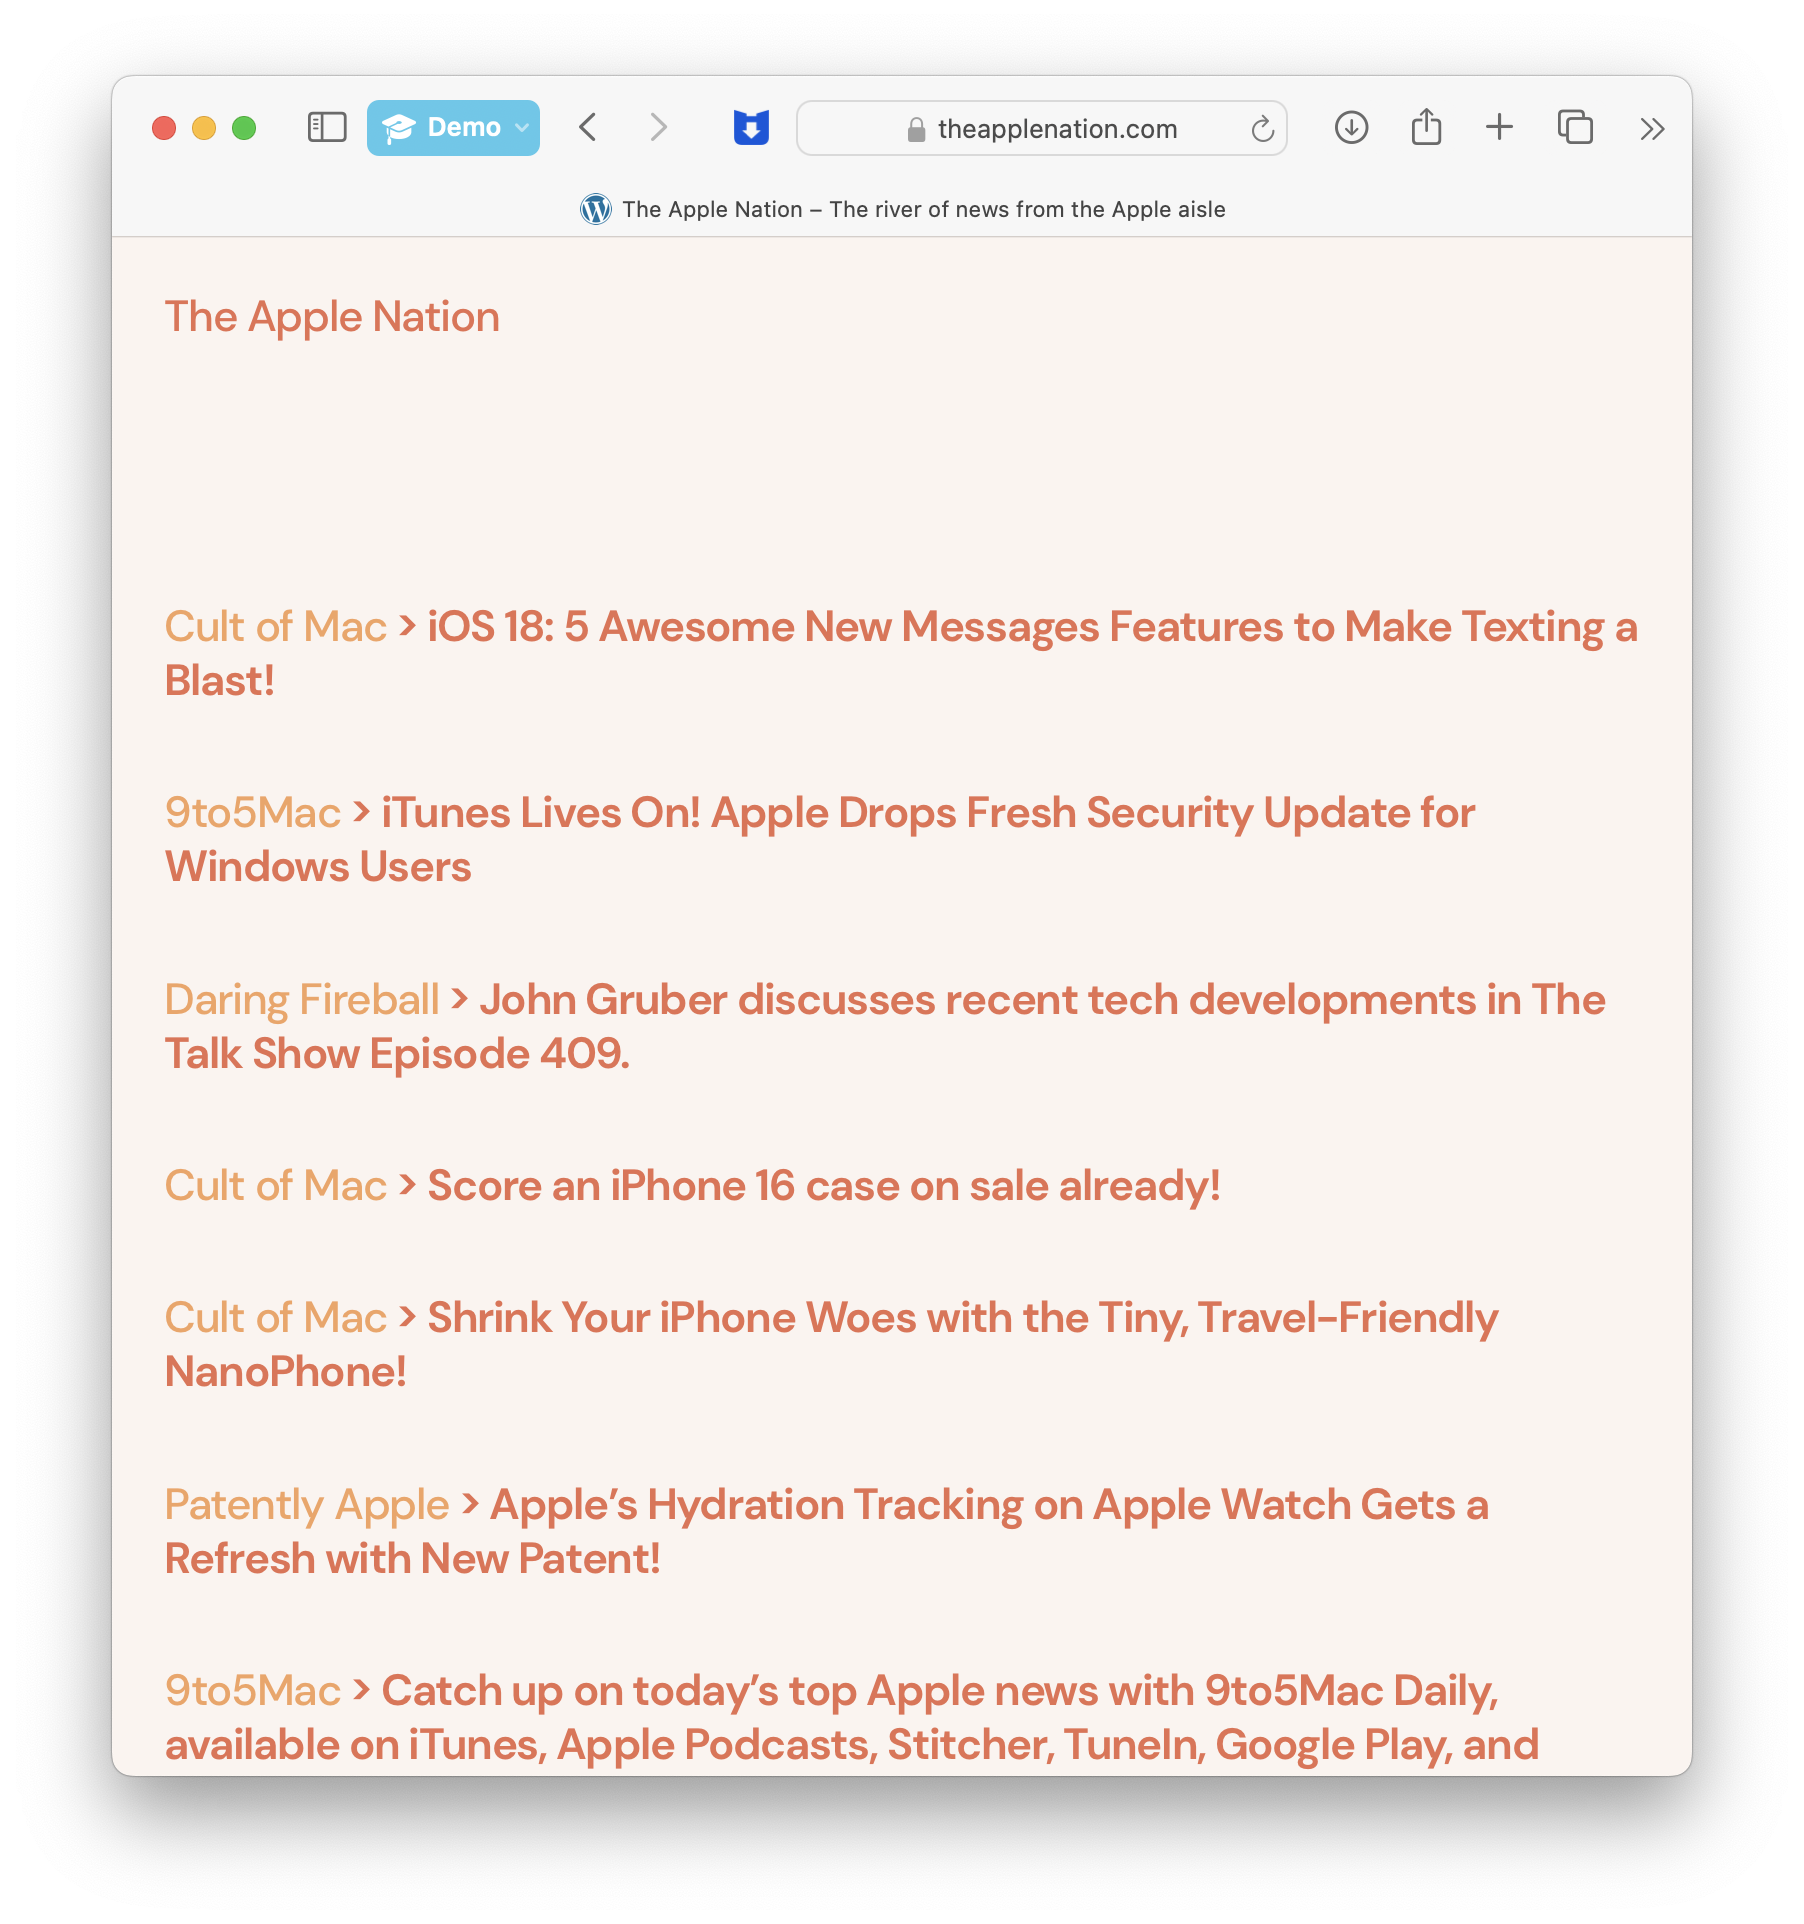 Demo
theapplenation.com
The Apple Nation – The river of news from the Apple aisle
The Apple Nation
Cult of Mac > iOS 18: 5 Awesome New Messages Features to Make Texting a
Blast!
9to5Mac > iTunes Lives On! Apple Drops Fresh Security Update for
Windows Users
Daring Fireball > John Gruber discusses recent tech developments in The
Talk Show Episode 409.
Cult of Mac > Score an iPhone 16 case on sale already!
Cult of Mac > Shrink Your iPhone Woes with the Tiny, Travel-Friendly
NanoPhone!
Patently Apple > Apple’s Hydration Tracking on Apple Watch Gets a
Refresh with New Patent!
9to5Mac > Catch up on today’s top Apple news with 9to5Mac Daily,
available on iTunes, Apple Podcasts, Stitcher, TuneIn, Google Play, and